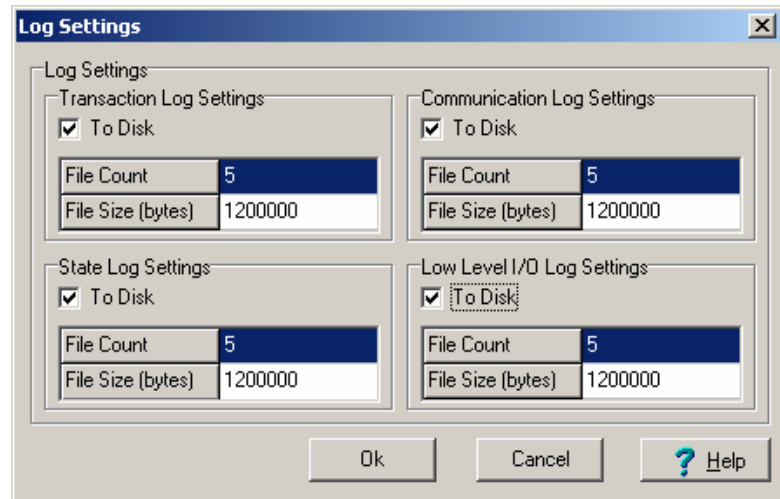 Log Settings
Log Settings
Transaction Log Settings
To Disk
File Count 5
File Size (bytes) 1200000
Communication Log Settings
To Disk
File Count 5
File Size (bytes) 1200000
State Log Settings
To Disk
File Count 5
File Size (bytes) 1200000
Low Level I/O Log Settings
To Disk
File Count 5
File Size (bytes) 1200000
Ok Cancel ? Help